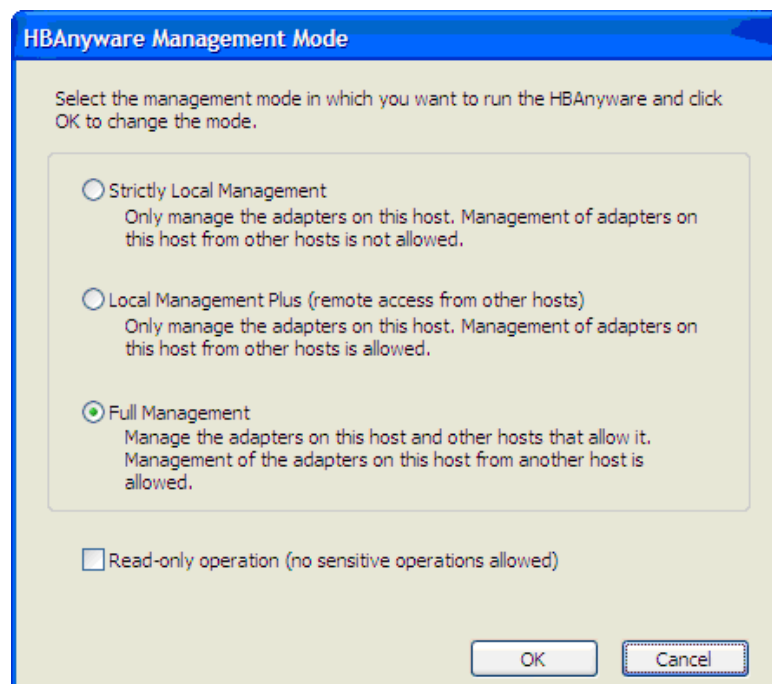 HBAnyware Management Mode
Select the management mode in which you want to run the HBAnyware and click
OK to change the mode.
Strictly Local Management
Only manage the adapters on this host. Management of adapters on
this host from other hosts is not allowed.
Local Management Plus (remote access from other hosts)
Only manage the adapters on this host. Management of adapters on
this host from other hosts is allowed.
Full Management
Manage the adapters on this host and other hosts that allow it.
Management of the adapters on this host from another host is
allowed.
Read-only operation (no sensitive operations allowed)
OK
Cancel